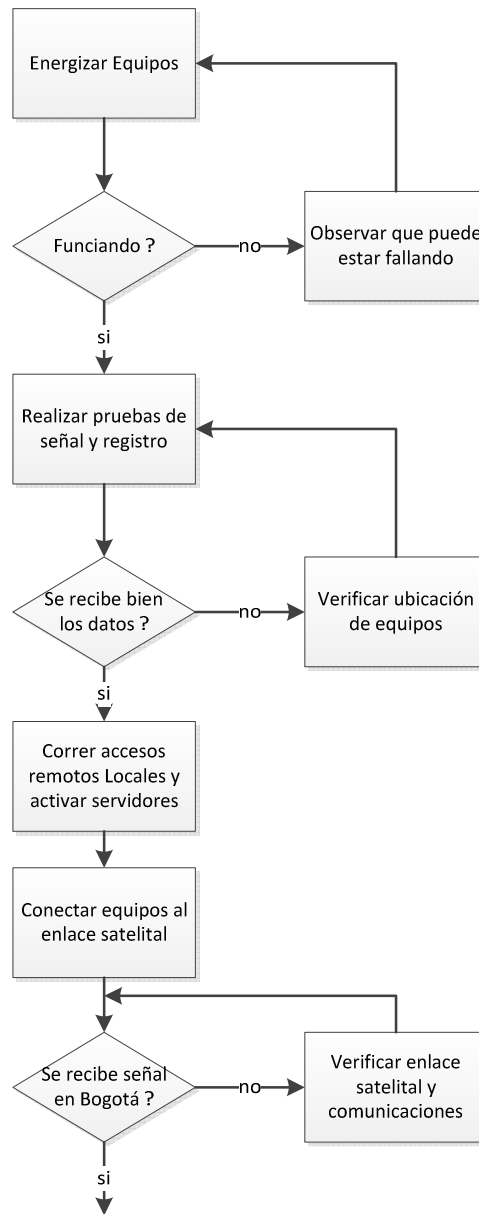 Energizar Equipos
Funciando ?
no
Observar que puede
estar fallando
si
Realizar pruebas de
señal y registro
Se recibe bien
los datos ?
no
Verificar ubicación
de equipos
si
Correr accesos
remotos Locales y
activar servidores
Conectar equipos al
enlace satelital
Se recibe señal
en Bogotá ?
no
Verificar enlace
satelital y
comunicaciones
si